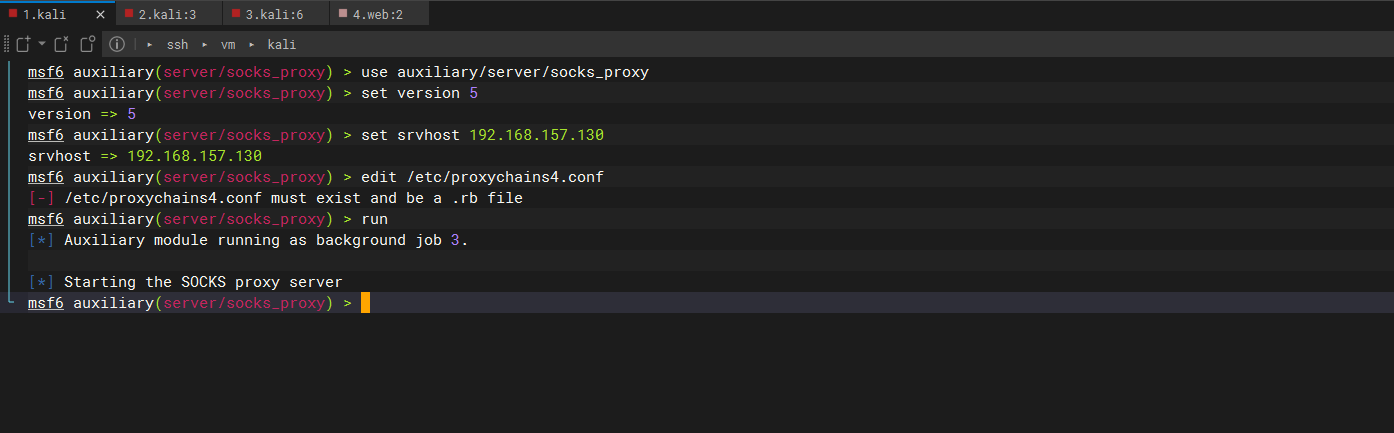 1.kali
2.kali:3
3.kali:6
4.web:2
ssh vm kali
msf6 auxiliary(server/socks_proxy) > use auxiliary/server/socks_proxy
msf6 auxiliary(server/socks_proxy) > set version 5
version => 5
msf6 auxiliary(server/socks_proxy) > set srvhost 192.168.157.130
srvhost => 192.168.157.130
msf6 auxiliary(server/socks_proxy) > edit /etc/proxychains4.conf
[-] /etc/proxychains4.conf must exist and be a .rb file
msf6 auxiliary(server/socks_proxy) > run
[*] Auxiliary module running as background job 3.
[*] Starting the SOCKS proxy server
msf6 auxiliary(server/socks_proxy) >